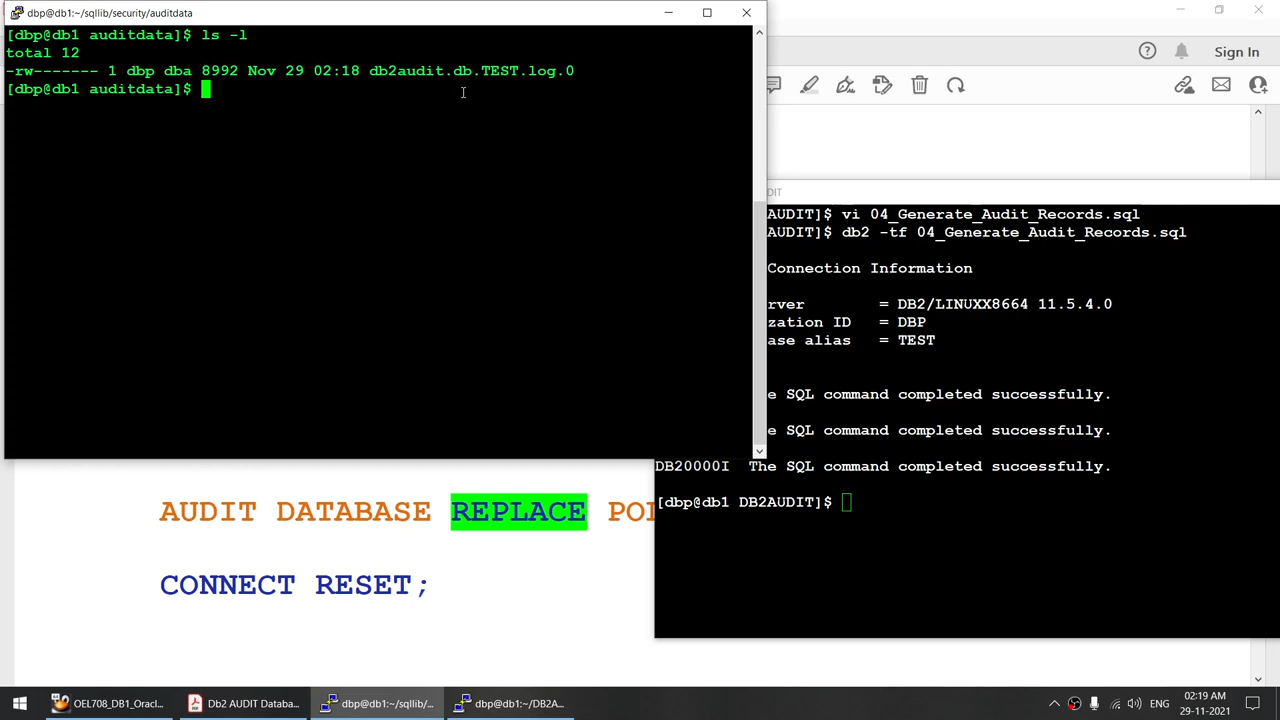 dbp@db1:~/sqllib/security/auditdata
[dbp@db1 auditdata]$ ls -l
total 12
-rw------- 1 dbp dba 8992 Nov 29 02:18 db2audit.db.TEST.log.0
[dbp@db1 auditdata]$
Sign In
DIT
AUDIT]$ vi 04_Generate_Audit_Records.sql
AUDIT]$ db2 -tf 04_Generate_Audit_Records.sql
Connection Information
rver = DB2/LINUXX8664 11.5.4.0
zation ID = DBP
ase alias = TEST
e SQL command completed successfully.
e SQL command completed successfully.
DB20000I The SQL command completed successfully.
[dbp@db1 DB2AUDIT]$
AUDIT DATABASE REPLACE POL
CONNECT RESET;
OEL708_DB1_Oracl...
Db2 AUDIT Databa...
dbp@db1:~/sqllib/...
dbp@db1:~/DB2A...
ENG
02:19 AM
29-11-2021